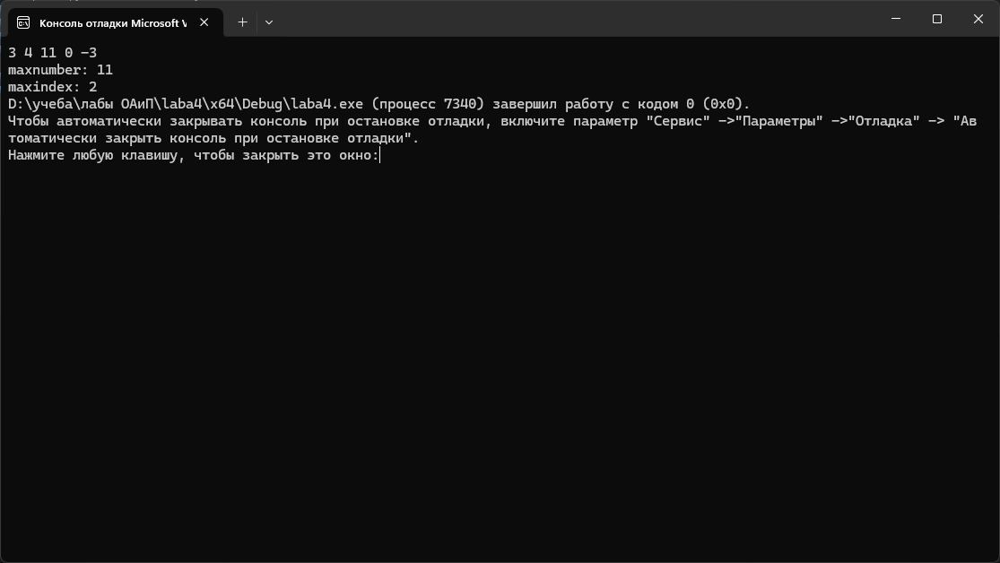 Консоль отладки Microsoft V
3 4 11 0 -3
maxnumber: 11
maxindex: 2
D:\учеба\лабы ОАиП\laba4\x64\Debug\laba4.exe (процесс 7340) завершил работу с кодом 0 (0x0).
Чтобы автоматически закрывать консоль при остановке отладки, включите параметр "Сервис" ->"Параметры" ->"Отладка" -> "Ав
томатически закрыть консоль при остановке отладки".
Нажмите любую клавишу, чтобы закрыть это окно: